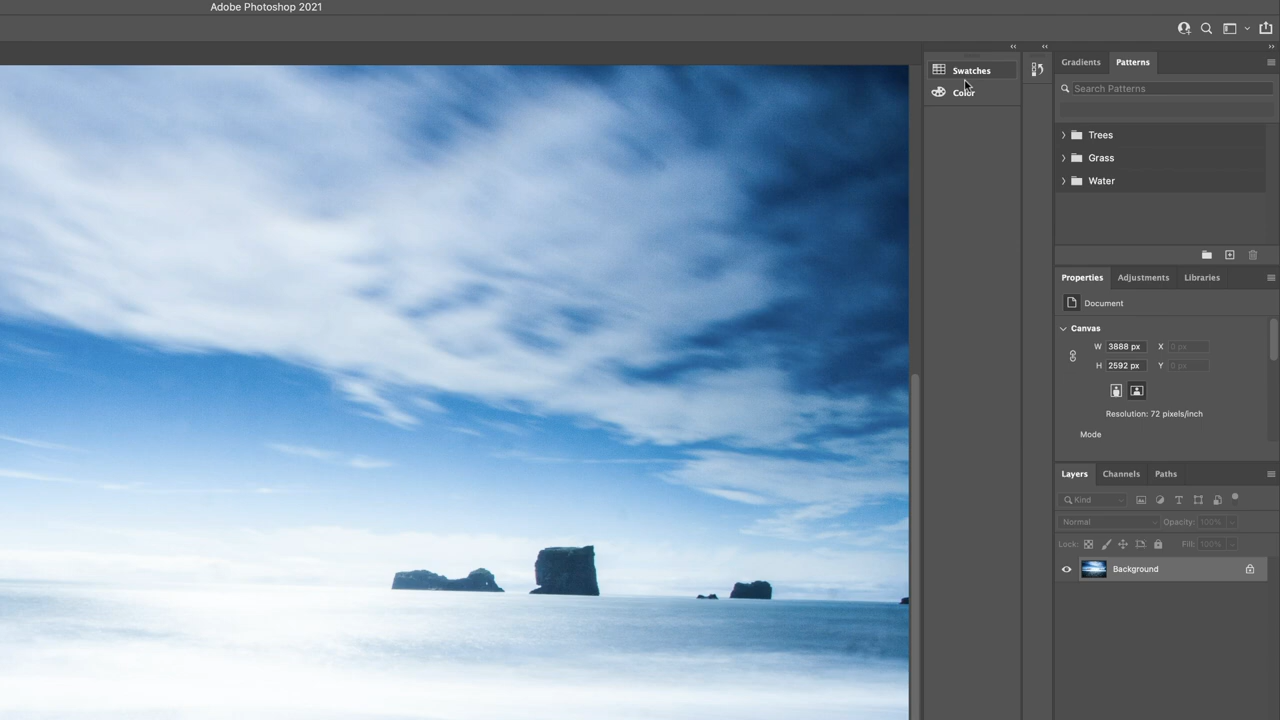 Adobe Photoshop 2021
Swatches
Color
Gradients Patterns
Search Patterns
Trees
Grass
Water
Properties Adjustments Libraries
Document
Canvas
W 3888 px X 0 px
H 2592 px Y 0 px
Resolution: 72 pixels/inch
Mode
Layers Channels Paths
Kind
Normal Opacity: 100%
Lock: Fill: 100%
Background